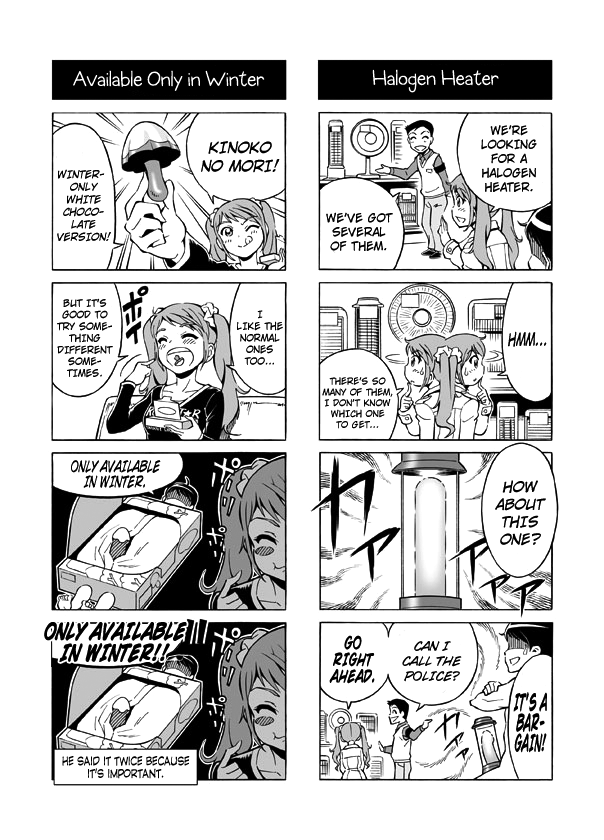 Halogen Heater
WE'RE
LOOKING
FOR A
HALOGEN
HEATER.
WE'VE GOT
SEVERAL
OF THEM.
HMM...
THERE'S SO
MANY OF THEM,
I DON'T KNOW
WHICH ONE
TO GET...
HOW
ABOUT
THIS
ONE?
IT'S A
BAR-
GAIN!
CAN I
CALL THE
POLICE?
GO
RIGHT
AHEAD.
Available Only in Winter
KINOKO
NO MORI!
WINTER-
ONLY
WHITE
CHOCO-
LATE
VERSION!
I
LIKE THE
NORMAL
ONES
TOO...
BUT IT'S
GOOD TO
TRY SOME-
THING
DIFFERENT
SOME-
TIMES.
ONLY AVAILABLE
IN WINTER.
ONLY AVAILABLE
IN WINTER!!
HE SAID IT TWICE BECAUSE
IT'S IMPORTANT.